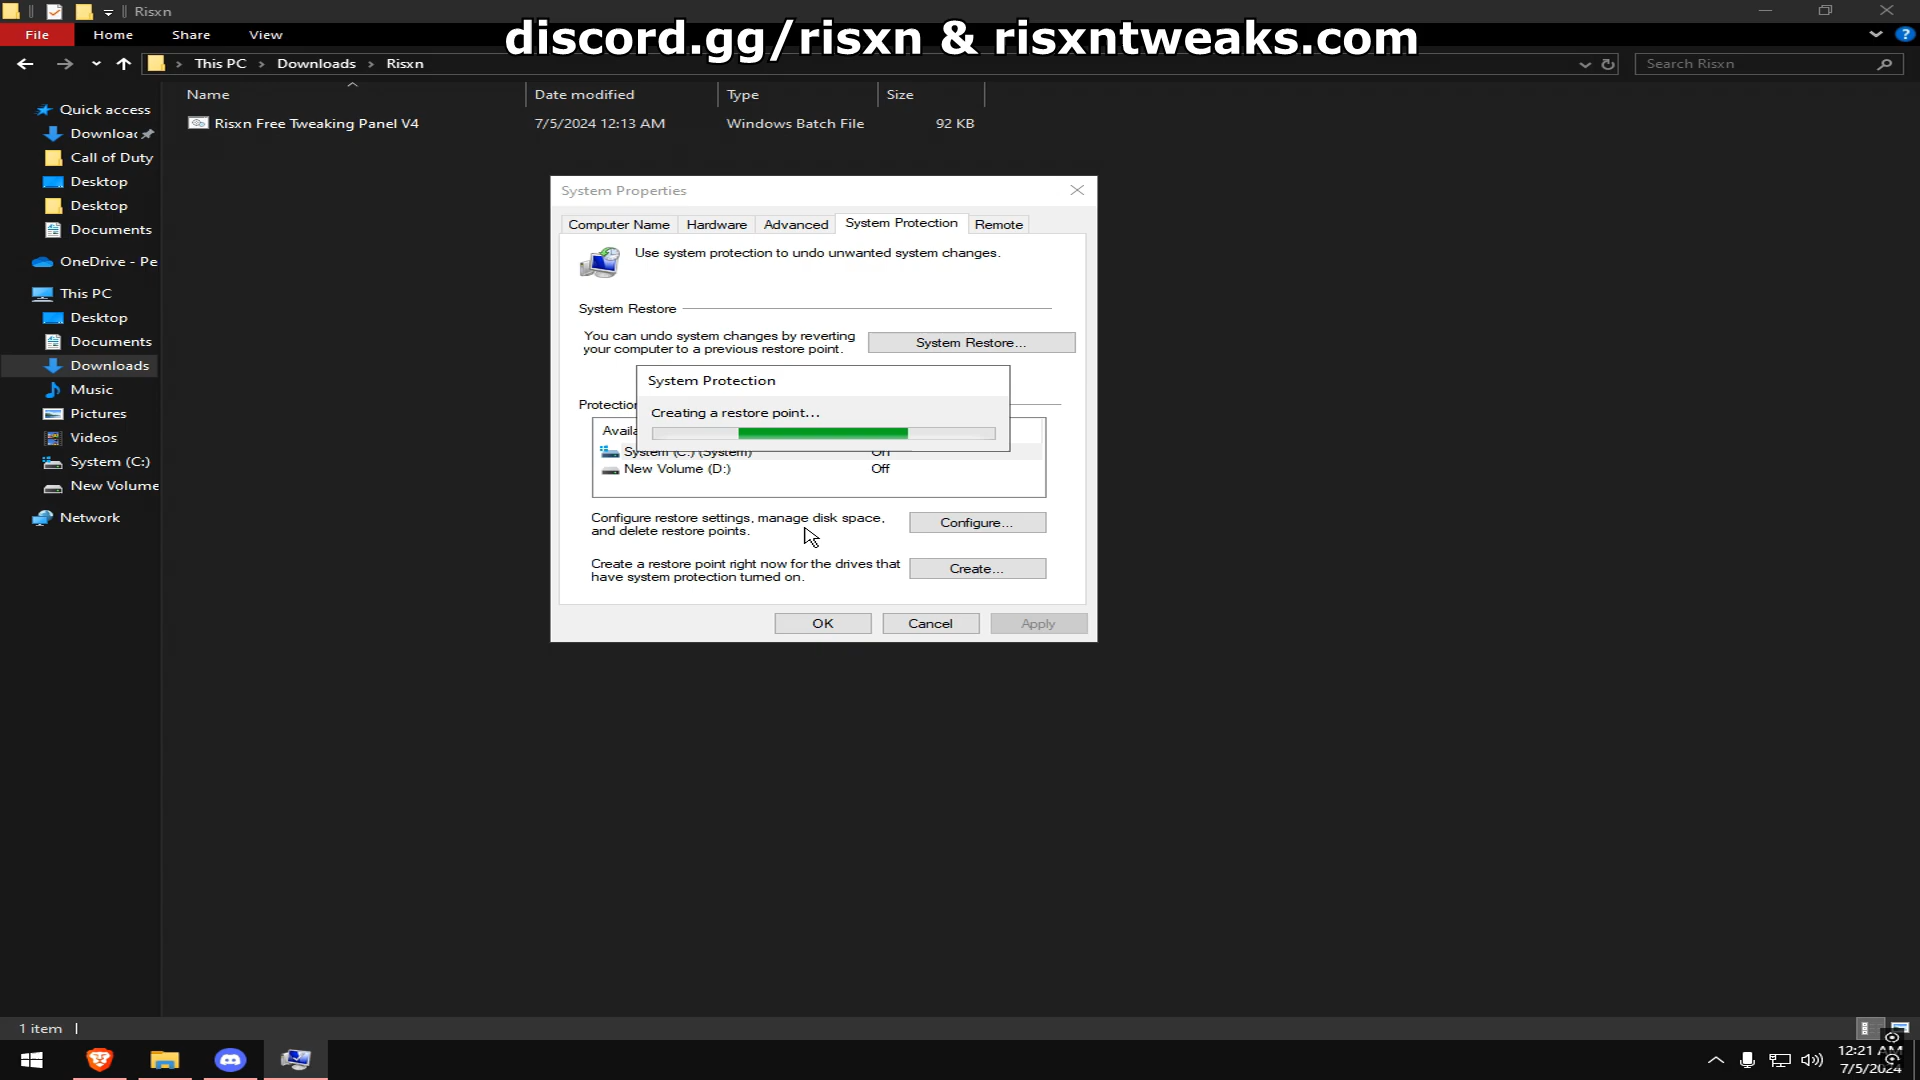 Risxn
discord.gg/risxn & risxntweaks.com
File
Home
Share
View
This PC
Downloads
Risxn
Search Risxn
Name
Date modified
Type
Size
Risxn Free Tweaking Panel V4
7/5/2024 12:13 AM
Windows Batch File
92 KB
Quick access
Downloac
Call of Duty
Desktop
Desktop
Documents
OneDrive - Pe
This PC
Desktop
Documents
Downloads
Music
Pictures
Videos
System (C:)
New Volume
Network
System Properties
Computer Name
Hardware
Advanced
System Protection
Remote
Use system protection to undo unwanted system changes.
System Restore
You can undo system changes by reverting
your computer to a previous restore point.
System Restore...
Protection
System Protection
Creating a restore point...
Availa
System (C:) (System)
New Volume (D:)
Off
Configure restore settings, manage disk space,
and delete restore points.
Configure...
Create a restore point right now for the drives that
have system protection turned on.
Create...
OK
Cancel
Apply
1 item
12:21 AM
7/5/2024